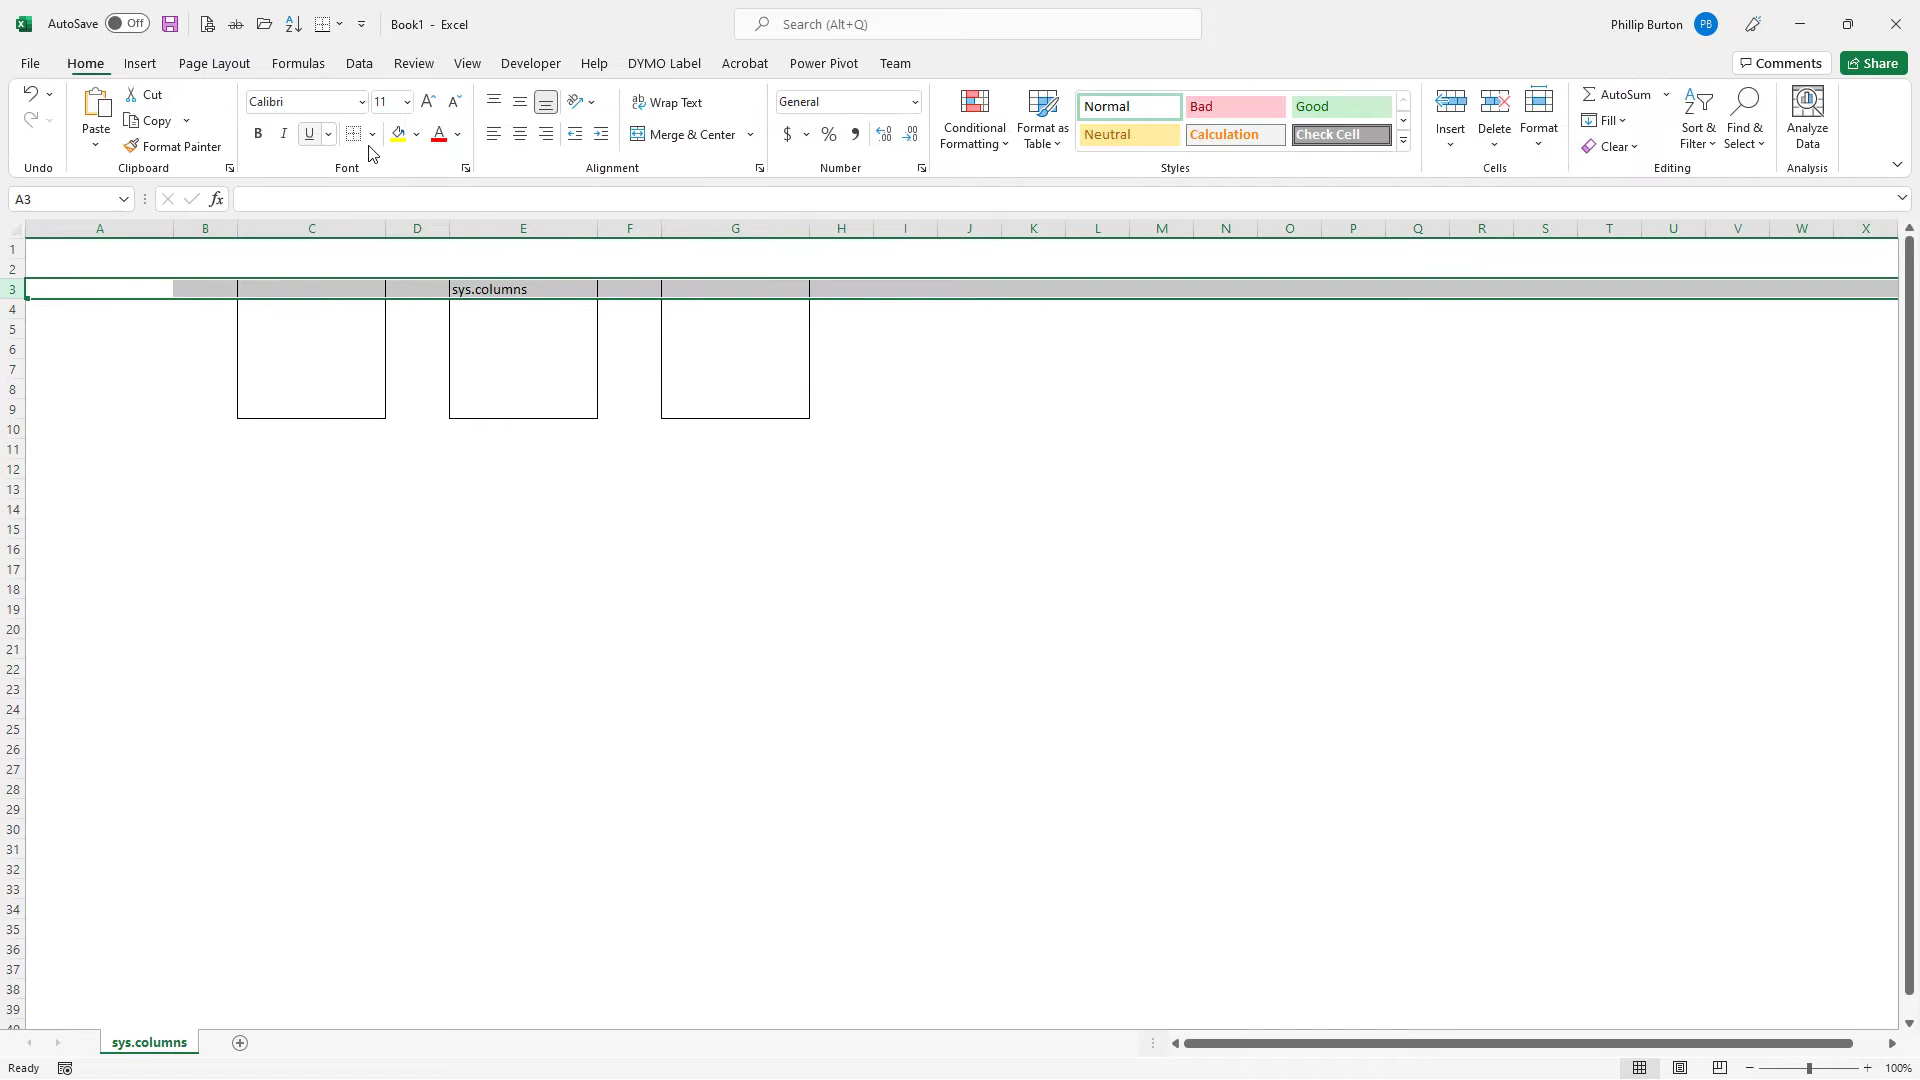 AutoSave Off ab Book1 - Excel Search (Alt+Q) Phillip Burton PB
File Home Insert Page Layout Formulas Data Review View Developer Help DYMO Label Acrobat Power Pivot Team Comments Share
Paste Cut Copy Format Painter
Calibri 11 A A
B I U A
ab Wrap Text
Merge & Center
General
$ % 9
Conditional Formatting Format as Table
Normal Bad Good
Neutral Calculation Check Cell
Insert Delete Format
AutoSum
Fill
Clear
Sort & Filter Find & Select
Analyze Data
Undo Clipboard Font Alignment Number Styles Cells Editing Analysis
A3 fx
A B C D E F G H I J K L M N O P Q R S T U V W X
1
2
3 sys.columns
4
5
6
7
8
9
10
11
12
13
14
15
16
17
18
19
20
21
22
23
24
25
26
27
28
29
30
31
32
33
34
35
36
37
38
39
40
sys.columns
Ready 100%